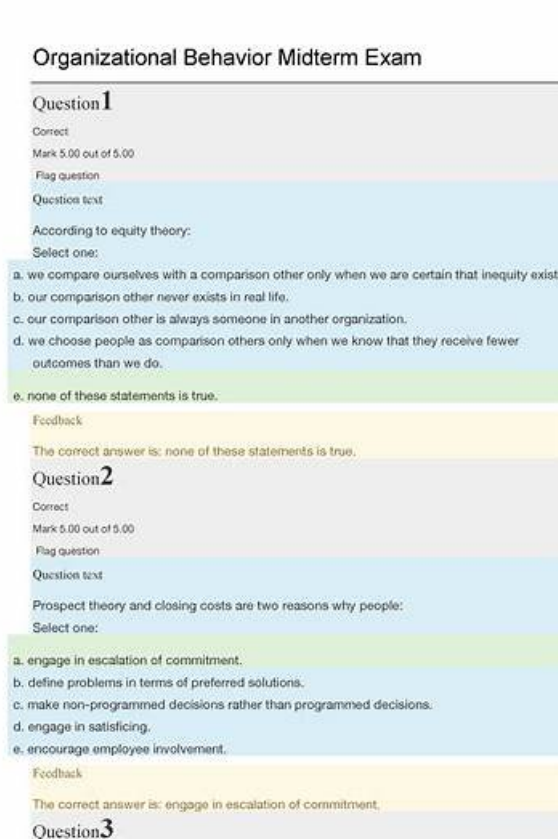 Organizational Behavior Midterm Exam
Question1
Correct
Mark 5.00 out of 5.00
Flag question
Question text
According to equity theory:
Select one:
a. we compare ourselves with a comparison other only when we are certain that inequity exist
b. our comparison other never exists in real life.
c. our comparison other is always someone in another organization.
d. we choose people as comparison others only when we know that they receive fewer
outcomes than we do.
e. none of these statements is true.
Feedback
The correct answer is: none of these statements is true.
Question2
Correct
Mark 5.00 out of 5.00
Flag question
Question text
Prospect theory and closing costs are two reasons why people:
Select one:
a. engage in escalation of commitment.
b. define problems in terms of preferred solutions.
c. make non-programmed decisions rather than programmed decisions.
d. engage in satisficing.
e. encourage employee involvement.
Feedback
The correct answer is: engage in escalation of commitment.
Question3